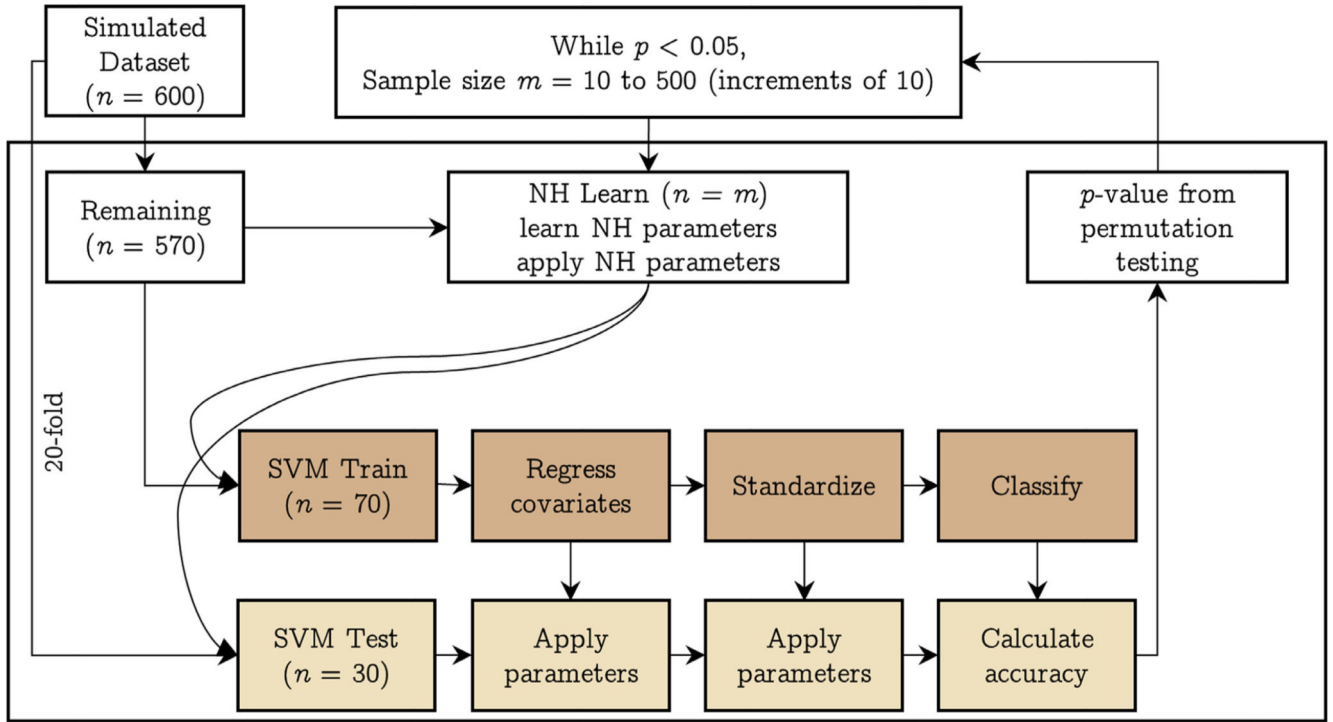 Simulated
Dataset
(n = 600)
While p < 0.05,
Sample size m = 10 to 500 (increments of 10)
Remaining
(n = 570)
NH Learn (n = m)
learn NH parameters
apply NH parameters
p-value from
permutation
testing
20-fold
SVM Train
(n = 70)
Regress
covariates
Standardize
Classify
SVM Test
(n = 30)
Apply
parameters
Apply
parameters
Calculate
accuracy